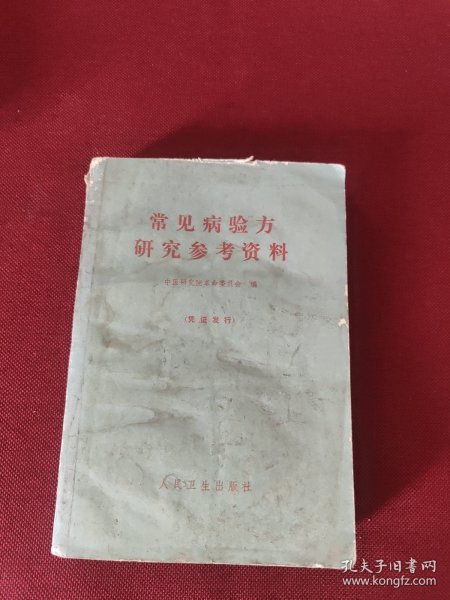 常见病验方
研究参考资料
中医研究院革命委员会 编
(凭证发行)
人民卫生出版社
孔夫子旧书网
www.kongfz.com